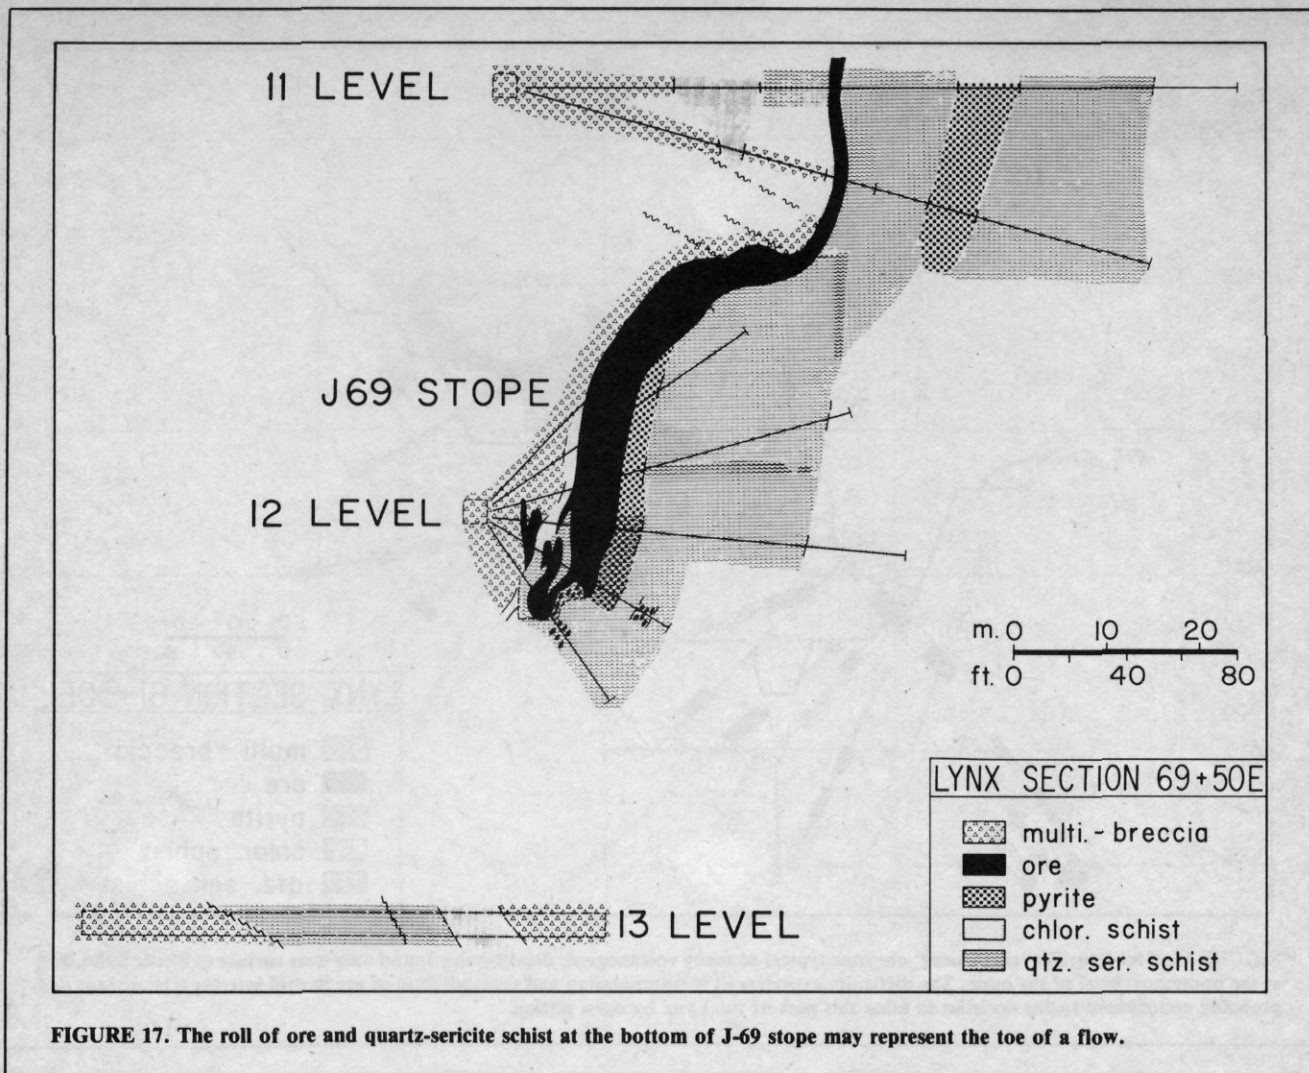 11 LEVEL
J69 STOPE
12 LEVEL
m. 0 10 20
ft. 0 40 80
LYNX SECTION 69+50E
multi.-breccia
ore
pyrite
chlor. schist
qtz. ser. schist
13 LEVEL
FIGURE 17. The roll of ore and quartz-sericite schist at the bottom of J-69 stope may represent the toe of a flow.